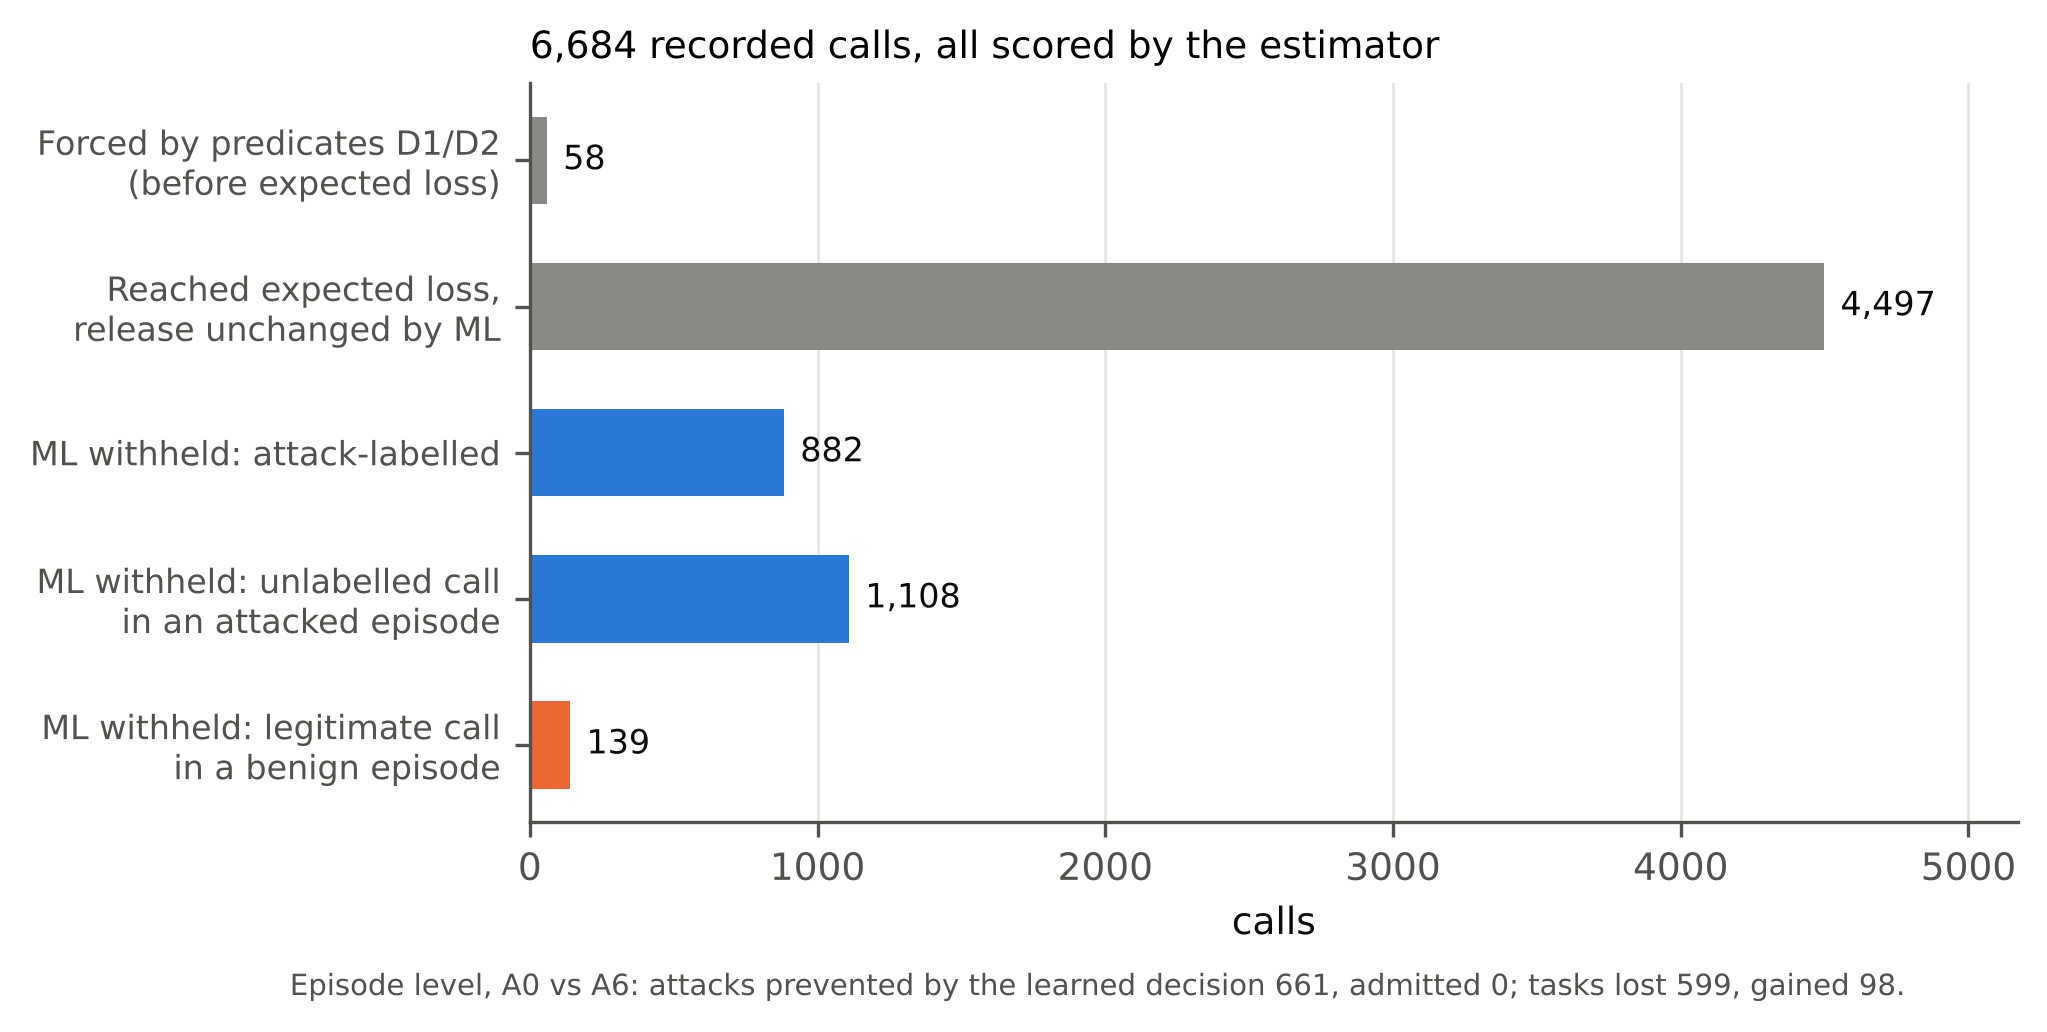 6,684 recorded calls, all scored by the estimator
Forced by predicates D1/D2
(before expected loss)
58
Reached expected loss,
release unchanged by ML
4,497
ML withheld: attack-labelled
882
ML withheld: unlabelled call
in an attacked episode
1,108
ML withheld: legitimate call
in a benign episode
139
0 1000 2000 3000 4000 5000
calls
Episode level, A0 vs A6: attacks prevented by the learned decision 661, admitted 0; tasks lost 599, gained 98.